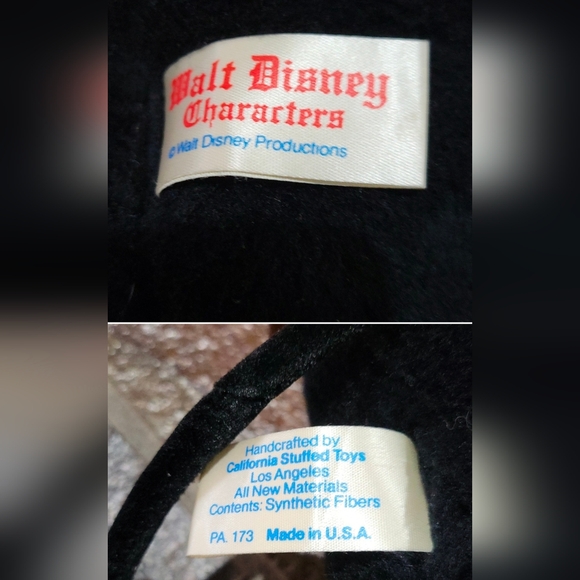 Walt Disney
Characters
© Walt Disney Productions
Handcrafted by
California Stuffed Toys
Los Angeles
All New Materials
Contents: Synthetic Fibers
PA. 173 Made in U.S.A.